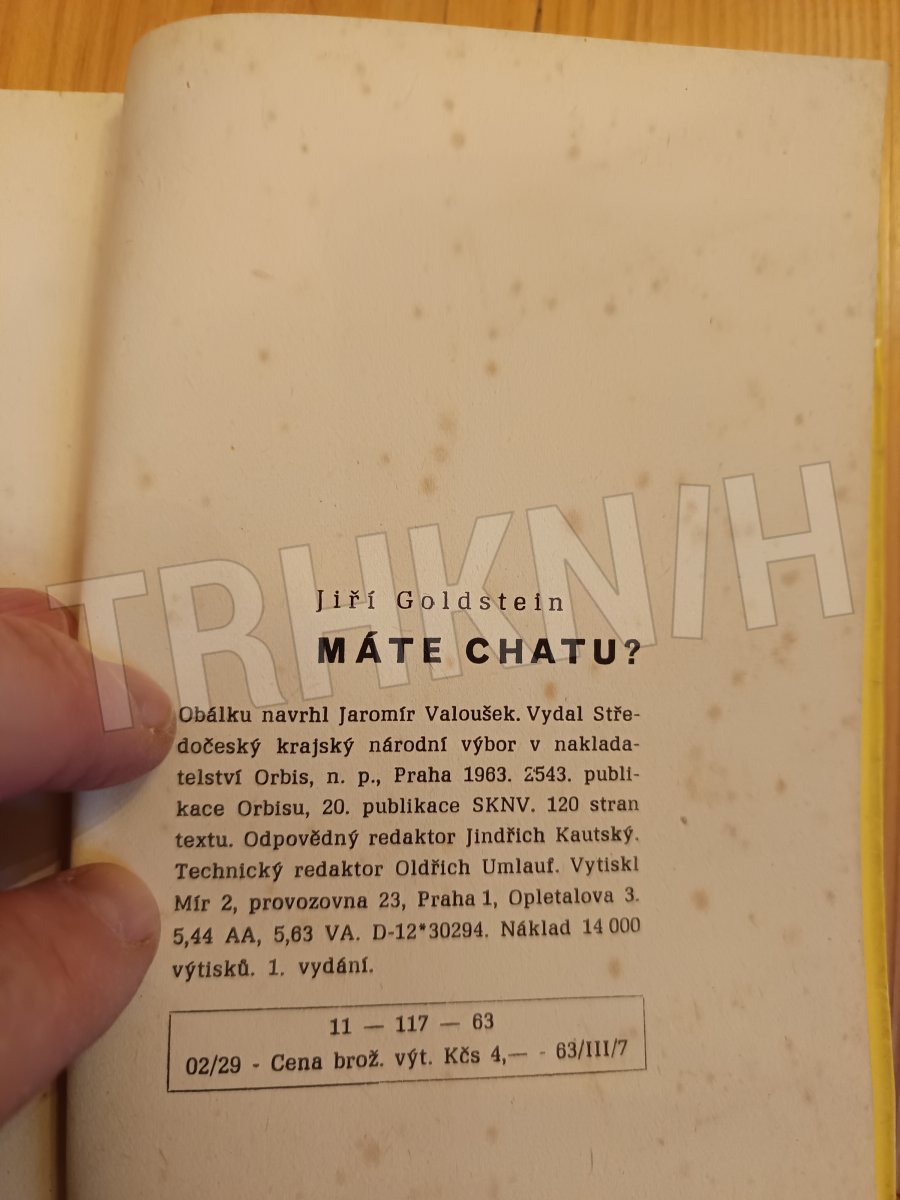 TRHKNIH
Jiří Goldstein
MÁTE CHATU?
Obálku navrhl Jaromír Valoušek. Vydal Stře-
dočeský krajský národní výbor v naklada-
telství Orbis, n. p., Praha 1963. 2543. publi-
kace Orbisu, 20. publikace SKNV. 120 stran
textu. Odpovědný redaktor Jindřich Kautský.
Technický redaktor Oldřich Umlauf. Vytiskl
Mír 2, provozovna 23, Praha 1, Opletalova 3.
5,44 AA, 5,63 VA. D-12*30294. Náklad 14 000
výtisků. 1. vydání.
11 — 117 — 63
02/29 - Cena brož. výt. Kčs 4,— - 63/III/7